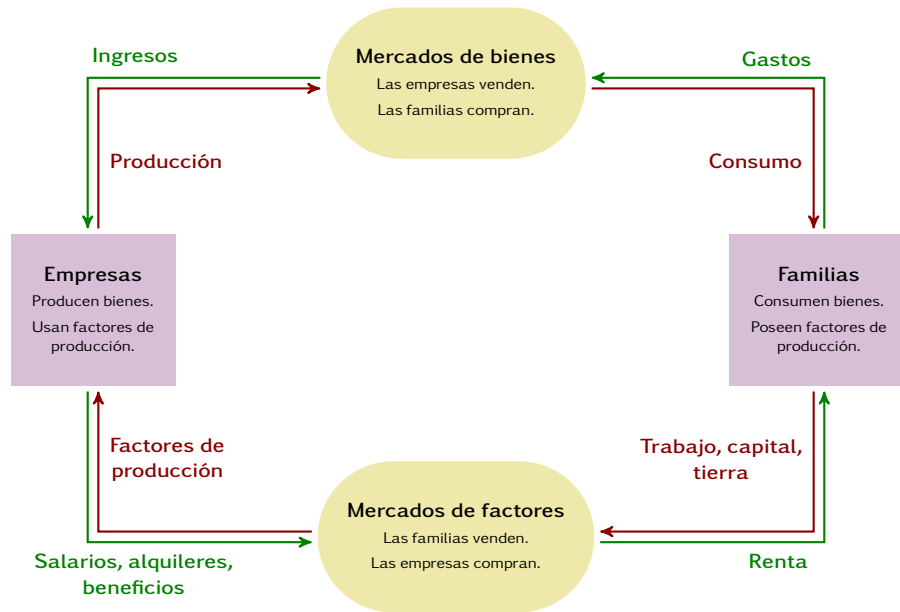 Mercados de bienes
Las empresas venden.
Las familias compran.
Ingresos
Gastos
Producción
Consumo
Empresas
Producen bienes.
Usan factores de
producción.
Familias
Consumen bienes.
Poseen factores de
producción.
Factores de
producción
Trabajo, capital,
tierra
Mercados de factores
Las familias venden.
Las empresas compran.
Salarios, alquileres,
beneficios
Renta